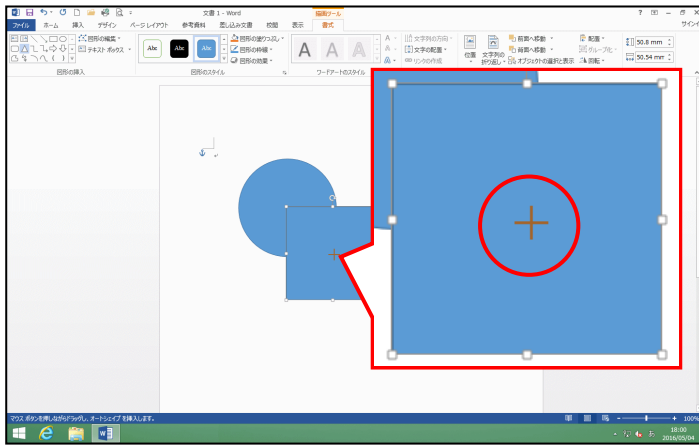 文書 1 - Word
描画ツール
サインイン
ファイル ホーム 挿入 デザイン ページ レイアウト 参考資料 差し込み文書 校閲 表示 書式
図形の編集
テキスト ボックス
図形の挿入
Abc Abc Abc
図形の塗りつぶし
図形の枠線
図形の効果
図形のスタイル
A A A
ワードアートのスタイル
文字列の方向
文字の配置
リンクの作成
位置
文字列の
折り返し
前面へ移動
背面へ移動
オブジェクトの選択と表示
配置
グループ化
回転
50.8 mm
50.54 mm
マウス ボタンを押しながらドラッグし、オートシェイプを挿入します。
100%
18:00
2016/05/04